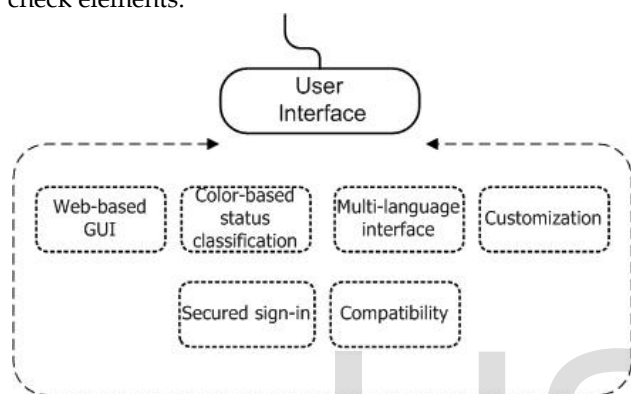 check elements.
User
Interface
Web-based
GUI
Color-based
status
classification
Multi-language
interface
Customization
Secured sign-in
Compatibility